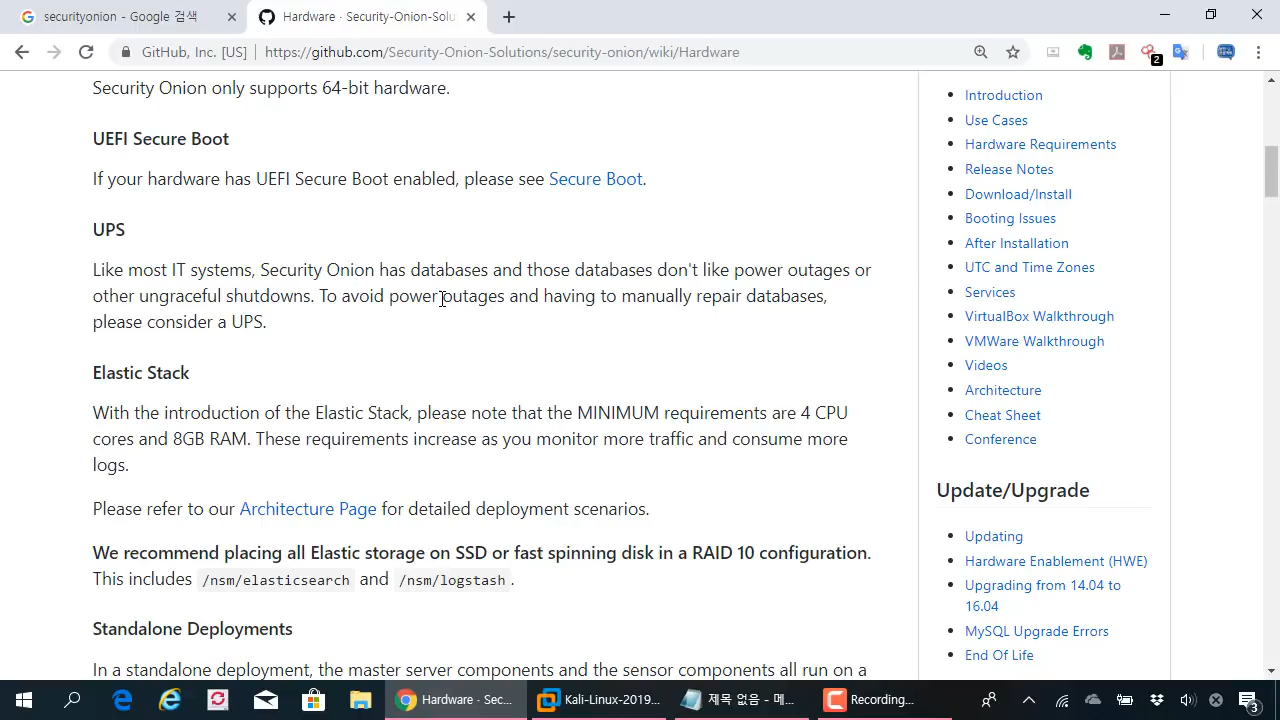 securityonion - Google 검색
Hardware · Security-Onion-Solu
GitHub, Inc. [US]
https://github.com/Security-Onion-Solutions/security-onion/wiki/Hardware
2
Security Onion only supports 64-bit hardware.
UEFI Secure Boot
If your hardware has UEFI Secure Boot enabled, please see Secure Boot.
UPS
Like most IT systems, Security Onion has databases and those databases don't like power outages or
other ungraceful shutdowns. To avoid power outages and having to manually repair databases,
please consider a UPS.
Elastic Stack
With the introduction of the Elastic Stack, please note that the MINIMUM requirements are 4 CPU
cores and 8GB RAM. These requirements increase as you monitor more traffic and consume more
logs.
Please refer to our Architecture Page for detailed deployment scenarios.
We recommend placing all Elastic storage on SSD or fast spinning disk in a RAID 10 configuration.
This includes /nsm/elasticsearch and /nsm/logstash.
Standalone Deployments
In a standalone deployment, the master server components and the sensor components all run on a
Introduction
Use Cases
Hardware Requirements
Release Notes
Download/Install
Booting Issues
After Installation
UTC and Time Zones
Services
VirtualBox Walkthrough
VMWare Walkthrough
Videos
Architecture
Cheat Sheet
Conference
Update/Upgrade
Updating
Hardware Enablement (HWE)
Upgrading from 14.04 to
16.04
MySQL Upgrade Errors
End Of Life
Hardware · Sec...
Kali-Linux-2019...
제목 없음 - 메...
Recording...
3